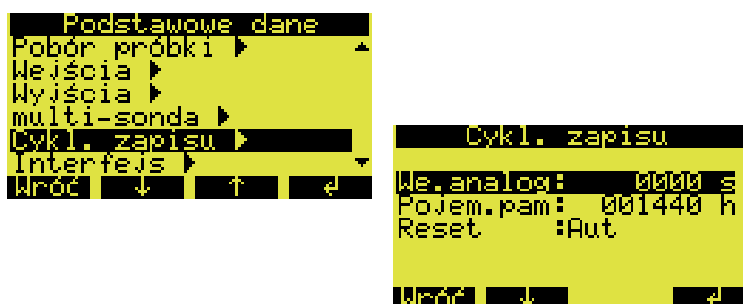 Podstawowe dane
Pobór próbki
Wejścia
Wyjścia
multi-sonda
Cykl. zapisu
Interfejs
Wróć ↓ ↑ ↲
Cykl. zapisu
We.analog: 0000 s
Pojem.pam: 001440 h
Reset :Aut
Wróć ↓ ↲